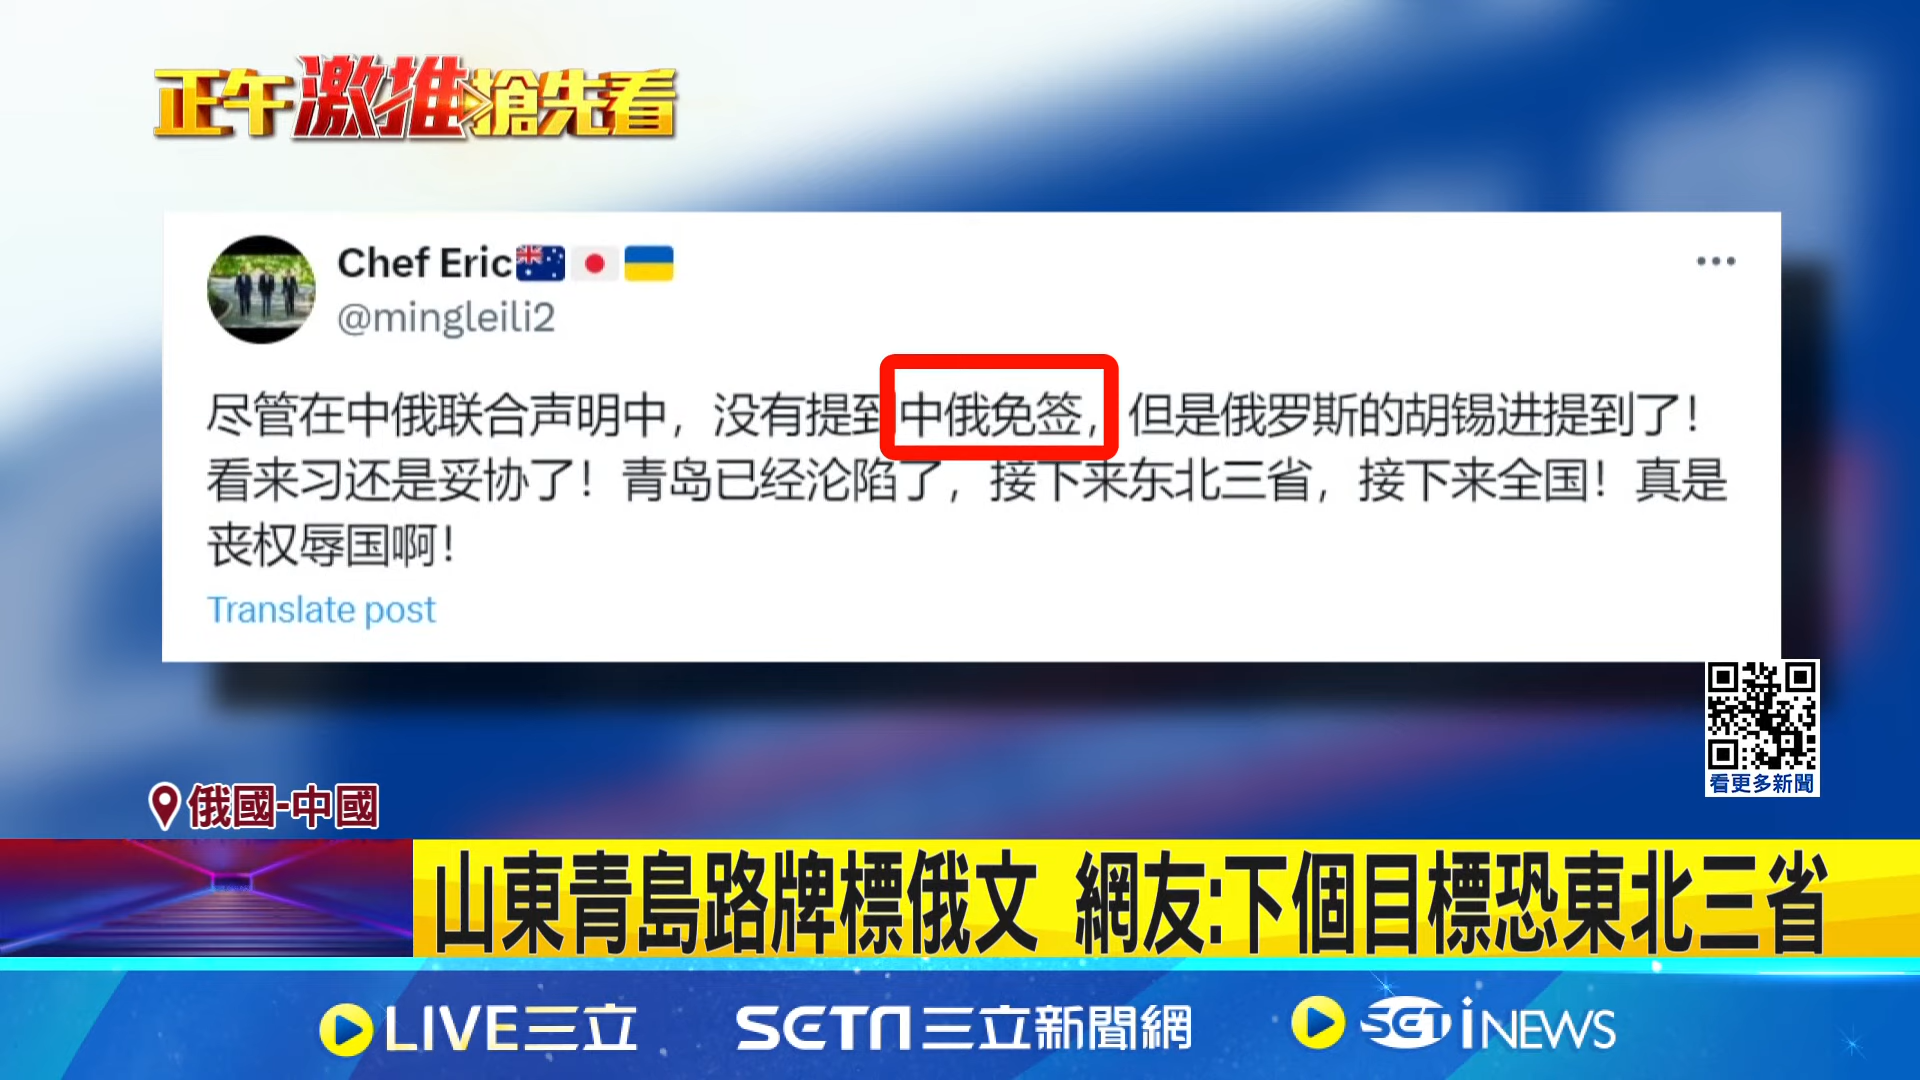 正午激推搶先看
Chef Eric
@mingleili2
尽管在中俄联合声明中，没有提到中俄免签，但是俄罗斯的胡锡进提到了！
看来习还是妥协了！青岛已经沦陷了，接下来东北三省，接下来全国！真是
丧权辱国啊！
Translate post
看更多新聞
俄國-中國
山東青島路牌標俄文 網友:下個目標恐東北三省
LIVE三立
SETN三立新聞網
SET iNEWS